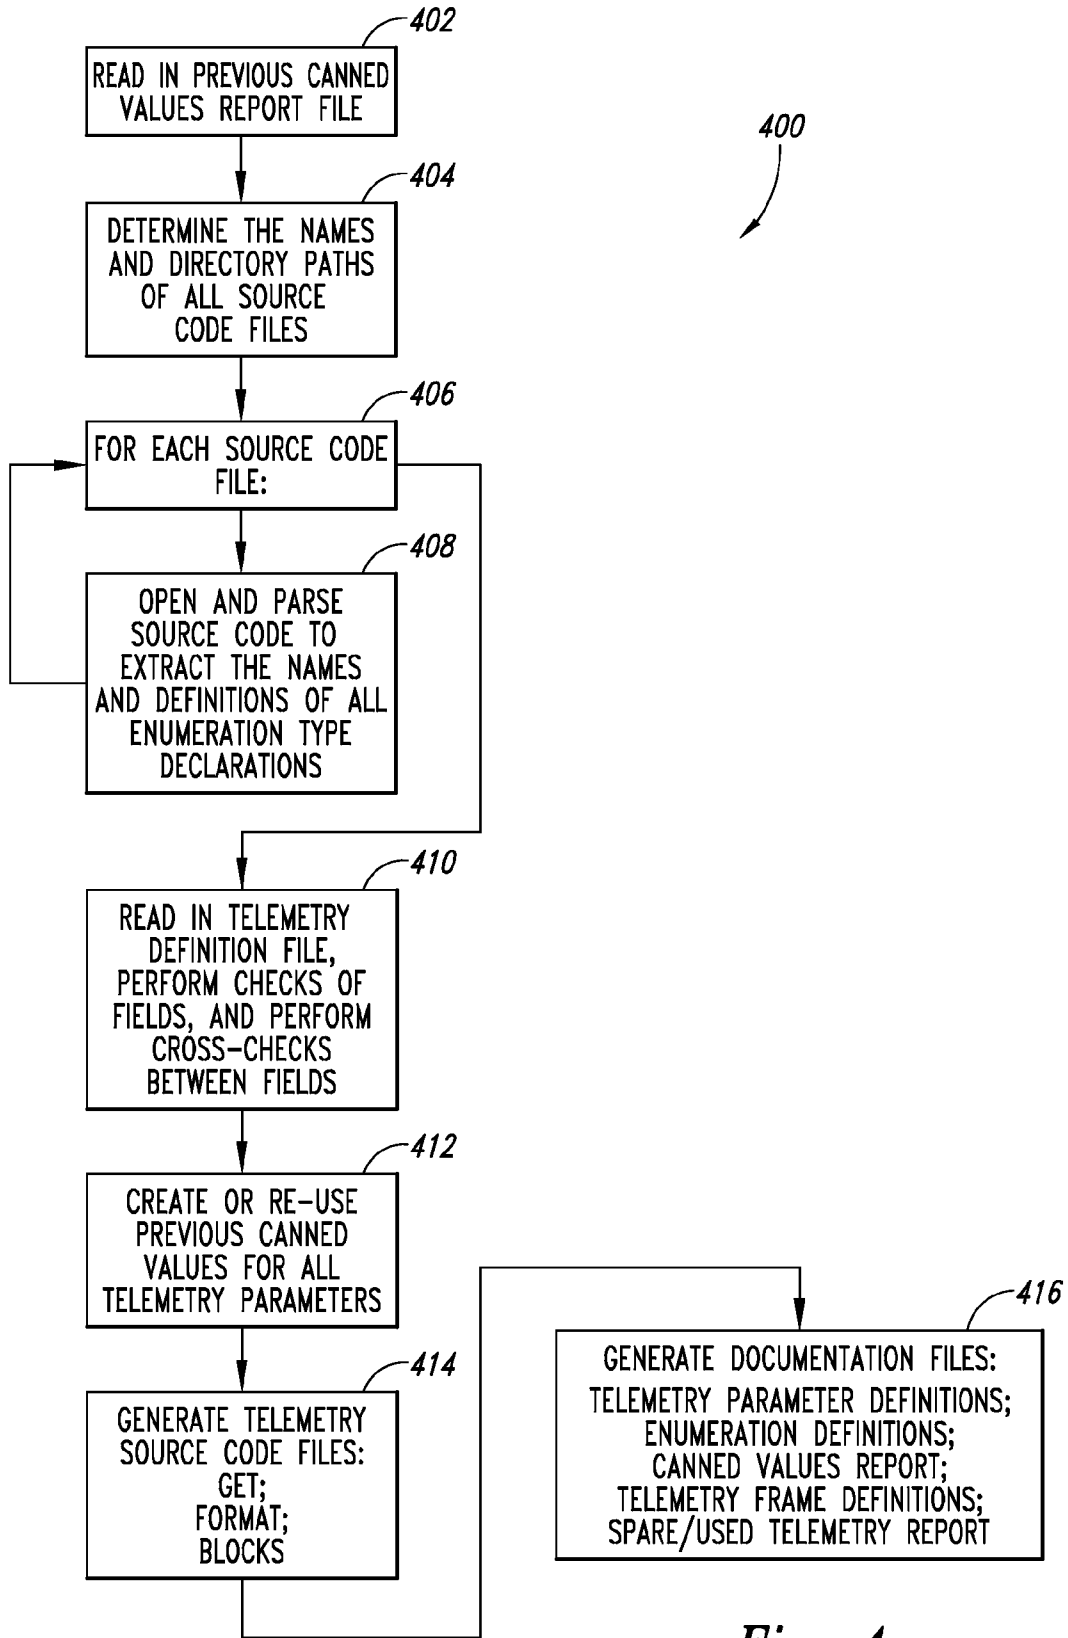 402
READ IN PREVIOUS CANNED
VALUES REPORT FILE
400
404
DETERMINE THE NAMES
AND DIRECTORY PATHS
OF ALL SOURCE
CODE FILES
406
FOR EACH SOURCE CODE
FILE:
408
OPEN AND PARSE
SOURCE CODE TO
EXTRACT THE NAMES
AND DEFINITIONS OF ALL
ENUMERATION TYPE
DECLARATIONS
410
READ IN TELEMETRY
DEFINITION FILE,
PERFORM CHECKS OF
FIELDS, AND PERFORM
CROSS-CHECKS
BETWEEN FIELDS
412
CREATE OR RE-USE
PREVIOUS CANNED
VALUES FOR ALL
TELEMETRY PARAMETERS
414
GENERATE TELEMETRY
SOURCE CODE FILES:
GET;
FORMAT;
BLOCKS
416
GENERATE DOCUMENTATION FILES:
TELEMETRY PARAMETER DEFINITIONS;
ENUMERATION DEFINITIONS;
CANNED VALUES REPORT;
TELEMETRY FRAME DEFINITIONS;
SPARE/USED TELEMETRY REPORT